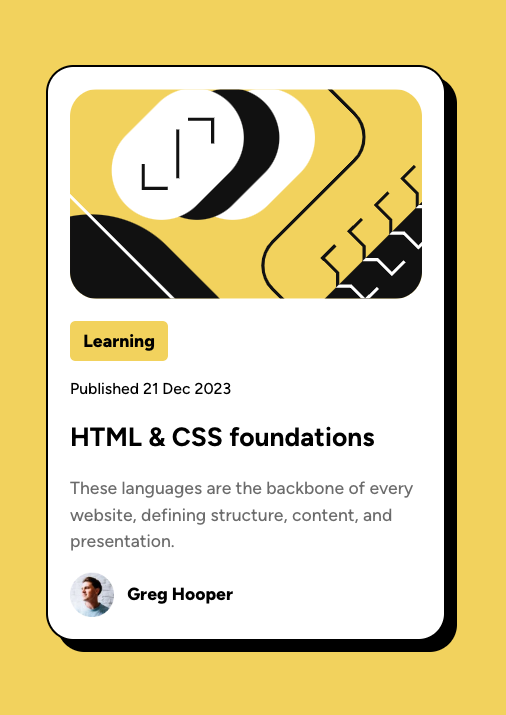 Learning
Published 21 Dec 2023
HTML & CSS foundations
These languages are the backbone of every
website, defining structure, content, and
presentation.
Greg Hooper